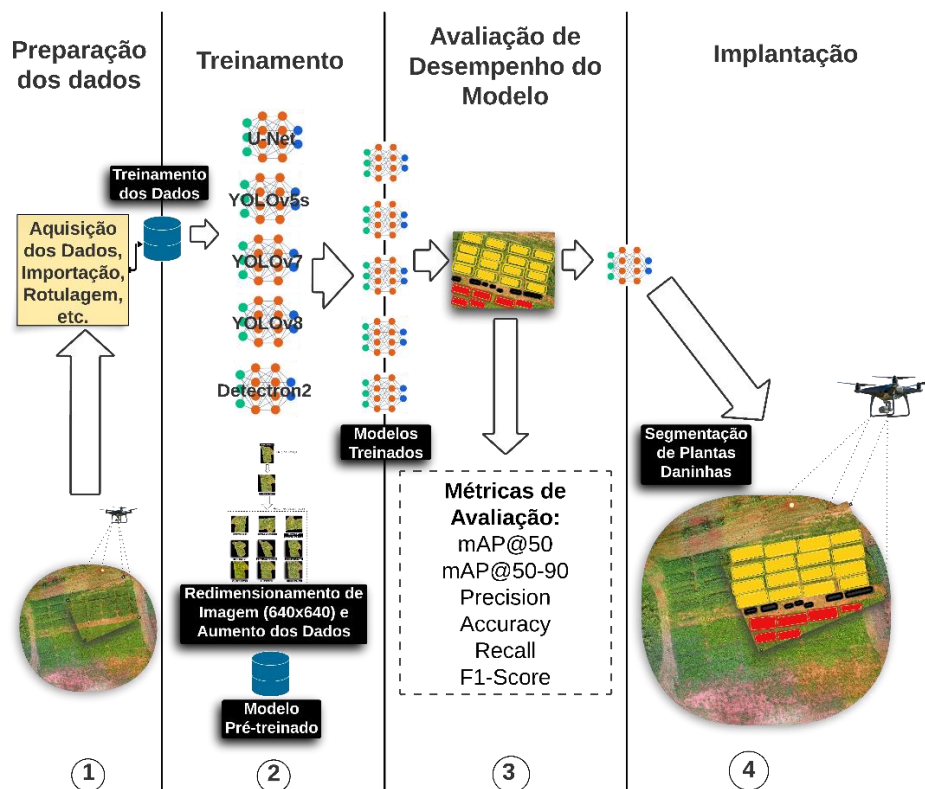 Preparação
dos dados
Treinamento
Avaliação de
Desempenho do
Modelo
Implantação
Treinamento
dos Dados
Aquisição
dos Dados,
Importação,
Rotulagem,
etc.
U-Net
YOLOv5s
YOLOv7
YOLOv8
Detectron2
Modelos
Treinados
Redimensionamento de
Imagem (640x640) e
Aumento dos Dados
Modelo
Pré-treinado
Métricas de
Avaliação:
mAP@50
mAP@50-90
Precision
Accuracy
Recall
F1-Score
Segmentação
de Plantas
Daninhas
1
2
3
4